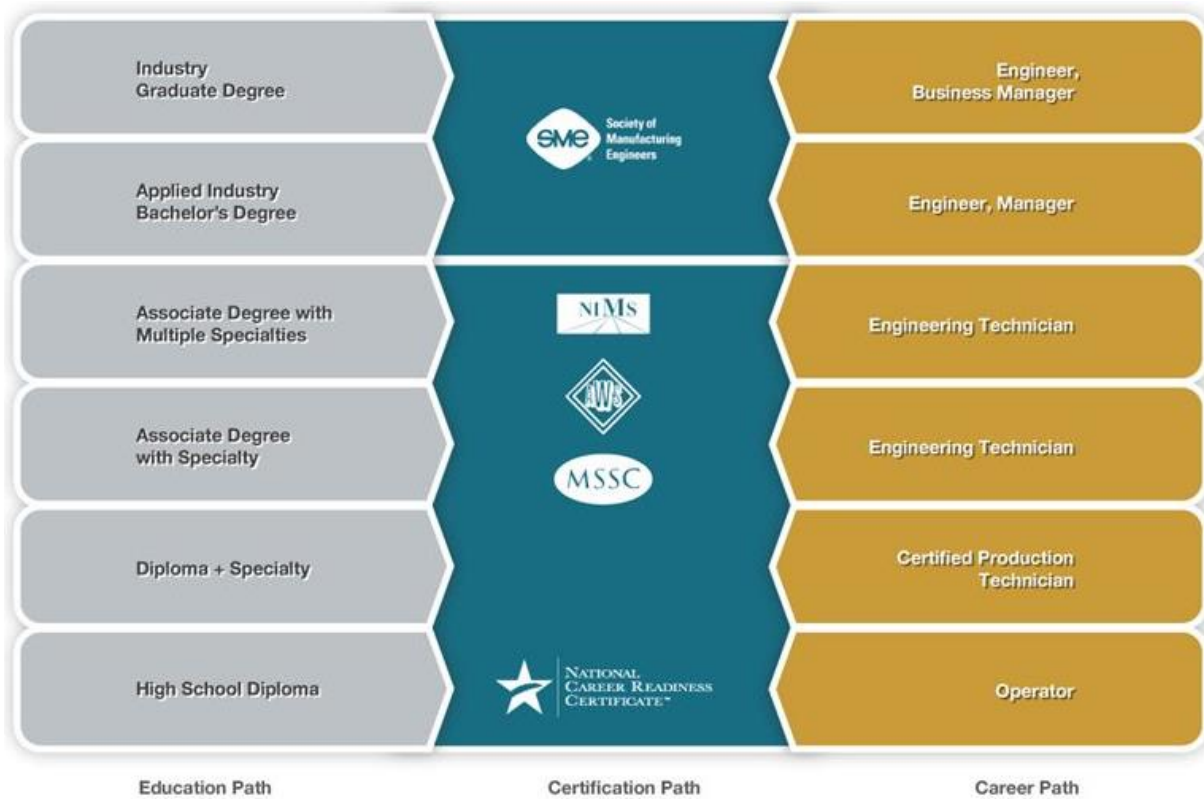 Industry
Graduate Degree
SME
Society of
Manufacturing
Engineers
Engineer,
Business Manager
Applied Industry
Bachelor's Degree
Engineer, Manager
Associate Degree with
Multiple Specialties
NIMS
Engineering Technician
AWS
Associate Degree
with Specialty
MSSC
Engineering Technician
Diploma + Specialty
Certified Production
Technician
High School Diploma
NATIONAL
CAREER READINESS
CERTIFICATE™
Operator
Education Path
Certification Path
Career Path